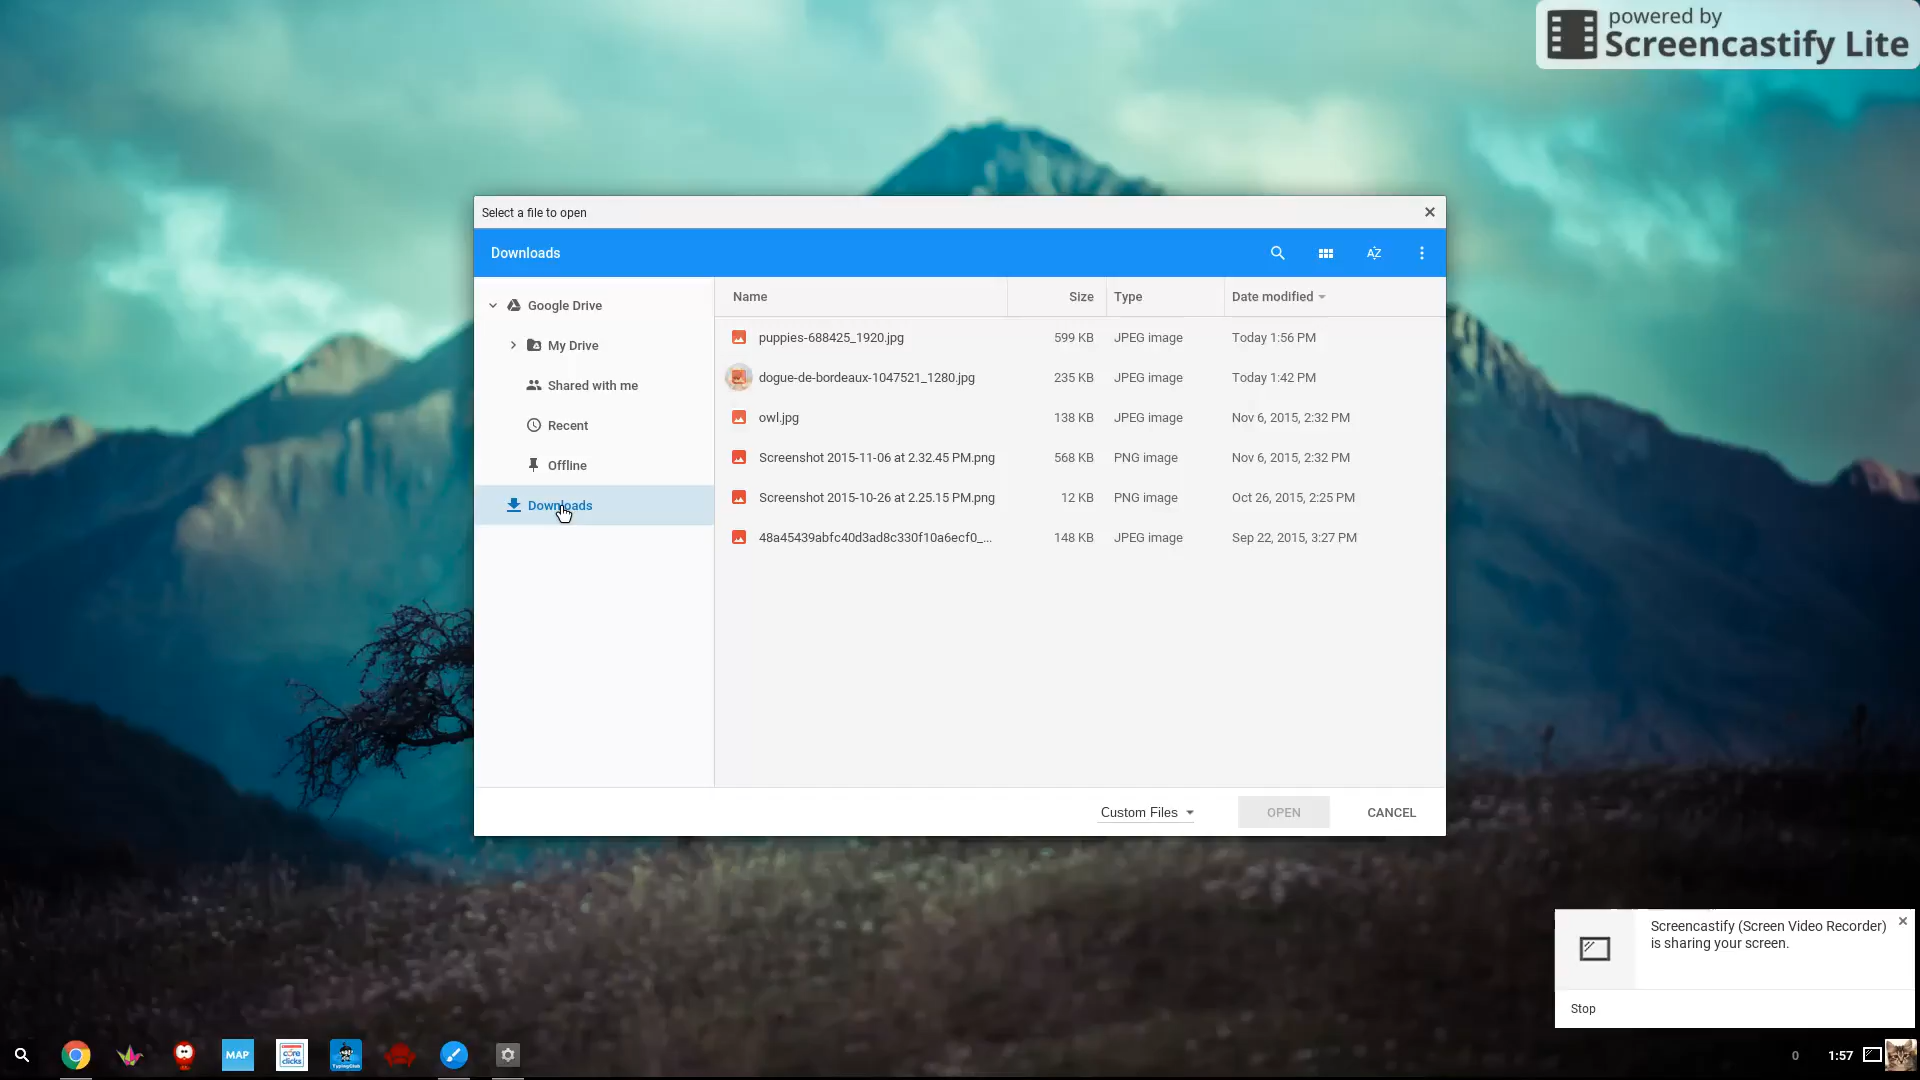 powered by
Screencastify Lite
Select a file to open
Downloads
AZ
Google Drive
My Drive
Shared with me
Recent
Offline
Downloads
Name Size Type Date modified
puppies-688425_1920.jpg 599 KB JPEG image Today 1:56 PM
dogue-de-bordeaux-1047521_1280.jpg 235 KB JPEG image Today 1:42 PM
owl.jpg 138 KB JPEG image Nov 6, 2015, 2:32 PM
Screenshot 2015-11-06 at 2.32.45 PM.png 568 KB PNG image Nov 6, 2015, 2:32 PM
Screenshot 2015-10-26 at 2.25.15 PM.png 12 KB PNG image Oct 26, 2015, 2:25 PM
48a45439abfc40d3ad8c330f10a6ecf0_... 148 KB JPEG image Sep 22, 2015, 3:27 PM
Custom Files OPEN CANCEL
Screencastify (Screen Video Recorder)
is sharing your screen.
Stop
MAP
core
clicks
TypingClub
0 1:57